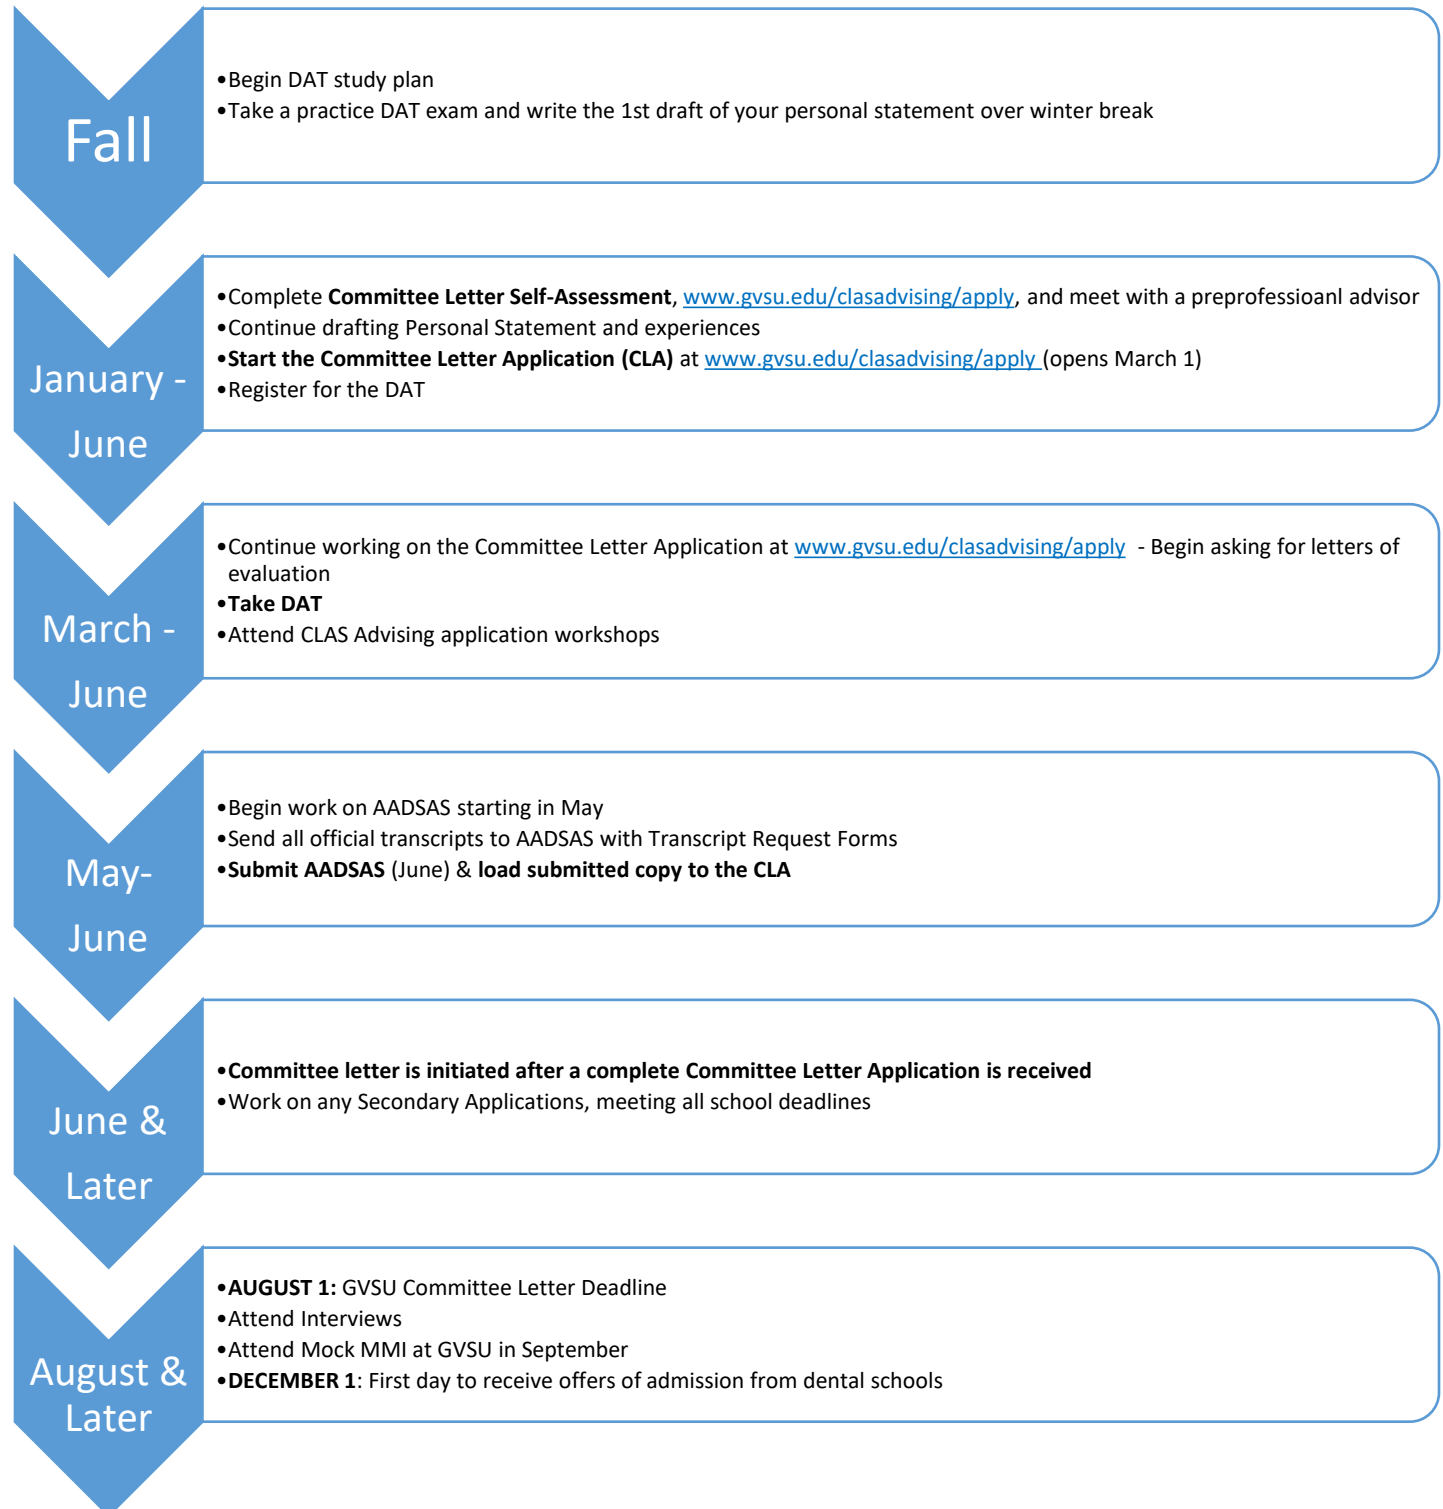 Fall
•Begin DAT study plan
•Take a practice DAT exam and write the 1st draft of your personal statement over winter break
January -
June
•Complete Committee Letter Self-Assessment, www.gvsu.edu/clasadvising/apply, and meet with a preprofessioanl advisor
•Continue drafting Personal Statement and experiences
•Start the Committee Letter Application (CLA) at www.gvsu.edu/clasadvising/apply (opens March 1)
•Register for the DAT
March -
June
•Continue working on the Committee Letter Application at www.gvsu.edu/clasadvising/apply - Begin asking for letters of
evaluation
•Take DAT
•Attend CLAS Advising application workshops
May-
June
•Begin work on AADSAS starting in May
•Send all official transcripts to AADSAS with Transcript Request Forms
•Submit AADSAS (June) & load submitted copy to the CLA
June &
Later
•Committee letter is initiated after a complete Committee Letter Application is received
•Work on any Secondary Applications, meeting all school deadlines
August &
Later
•AUGUST 1: GVSU Committee Letter Deadline
•Attend Interviews
•Attend Mock MMI at GVSU in September
•DECEMBER 1: First day to receive offers of admission from dental schools